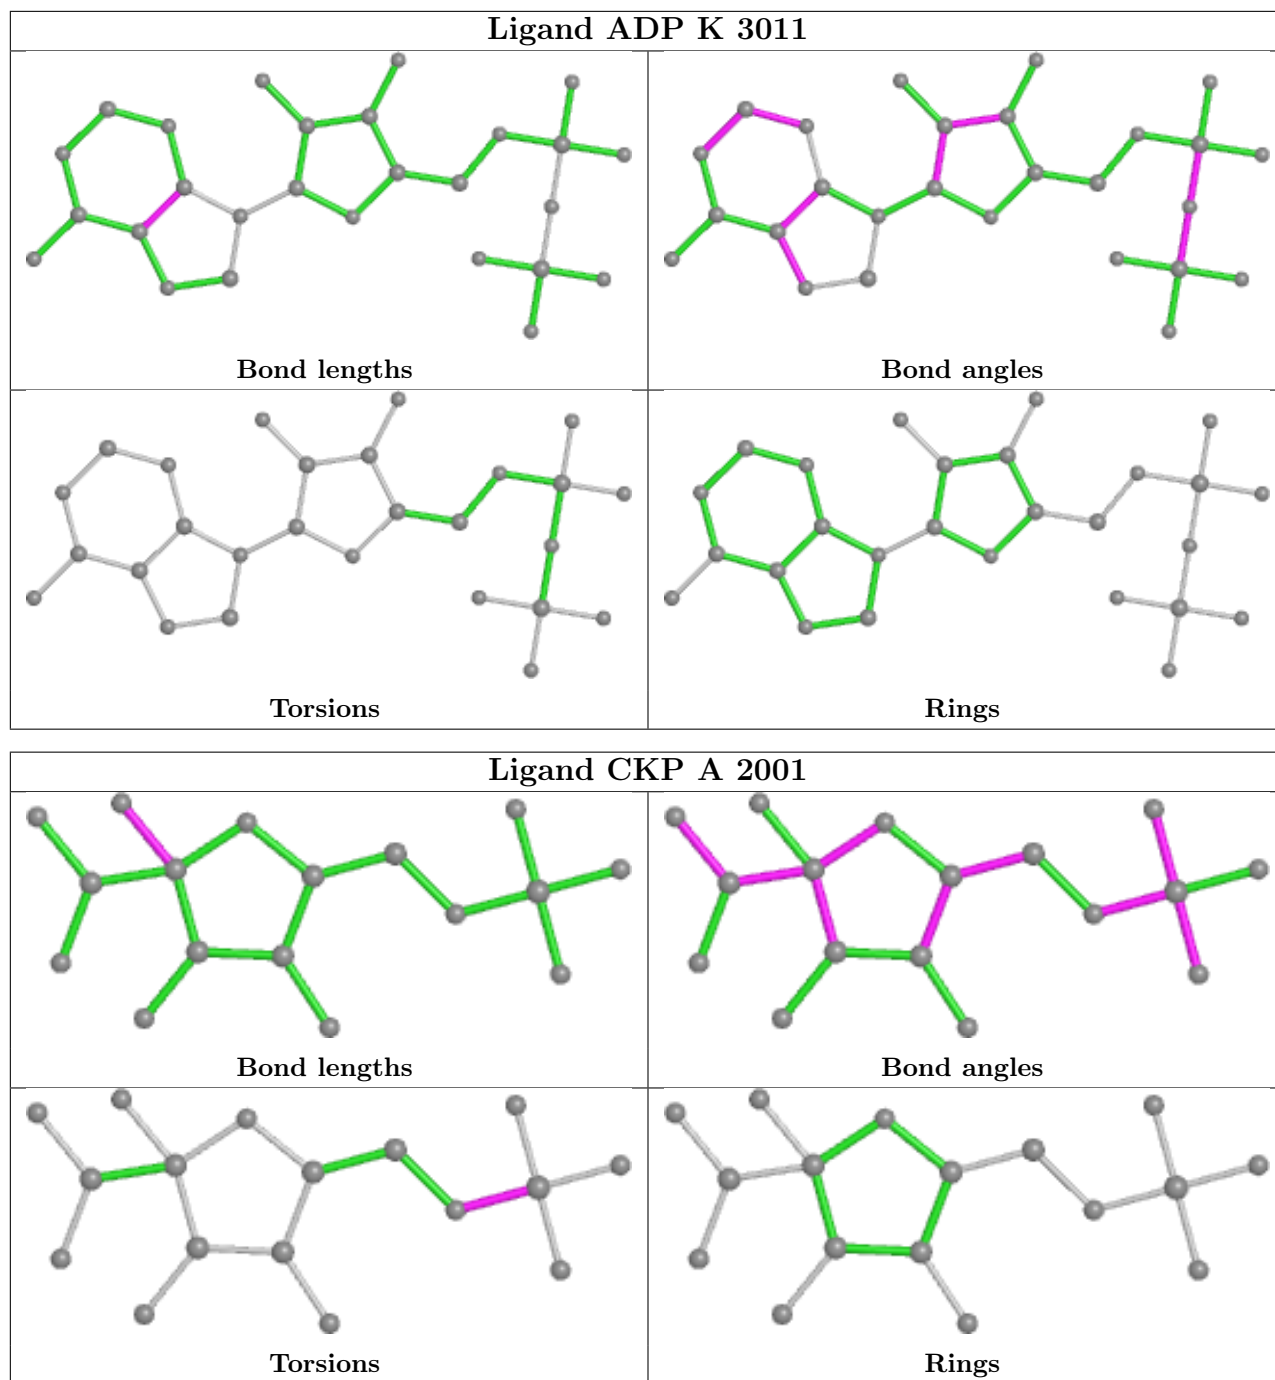 Ligand ADP K 3011
Bond lengths
Bond angles
Torsions
Rings
Ligand CKP A 2001
Bond lengths
Bond angles
Torsions
Rings